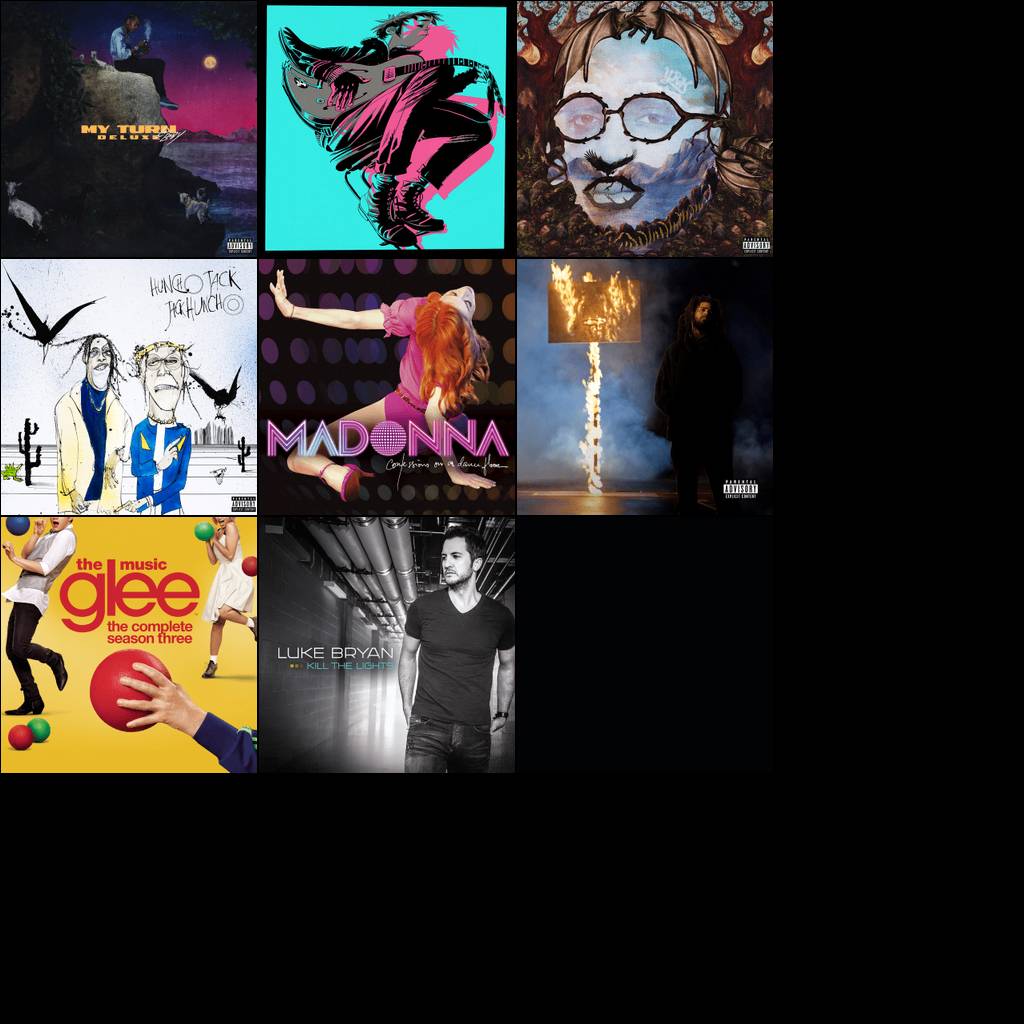 MY TURN
DELUXE
PARENTAL
ADVISORY
EXPLICIT CONTENT
PARENTAL
ADVISORY
EXPLICIT CONTENT
HUNCHO JACK
JACK HUNCHO
PARENTAL
ADVISORY
EXPLICIT CONTENT
MADONNA
Confessions on a dance floor
PARENTAL
ADVISORY
EXPLICIT CONTENT
the music
glee
the complete
season three
LUKE BRYAN
KILL THE LIGHTS